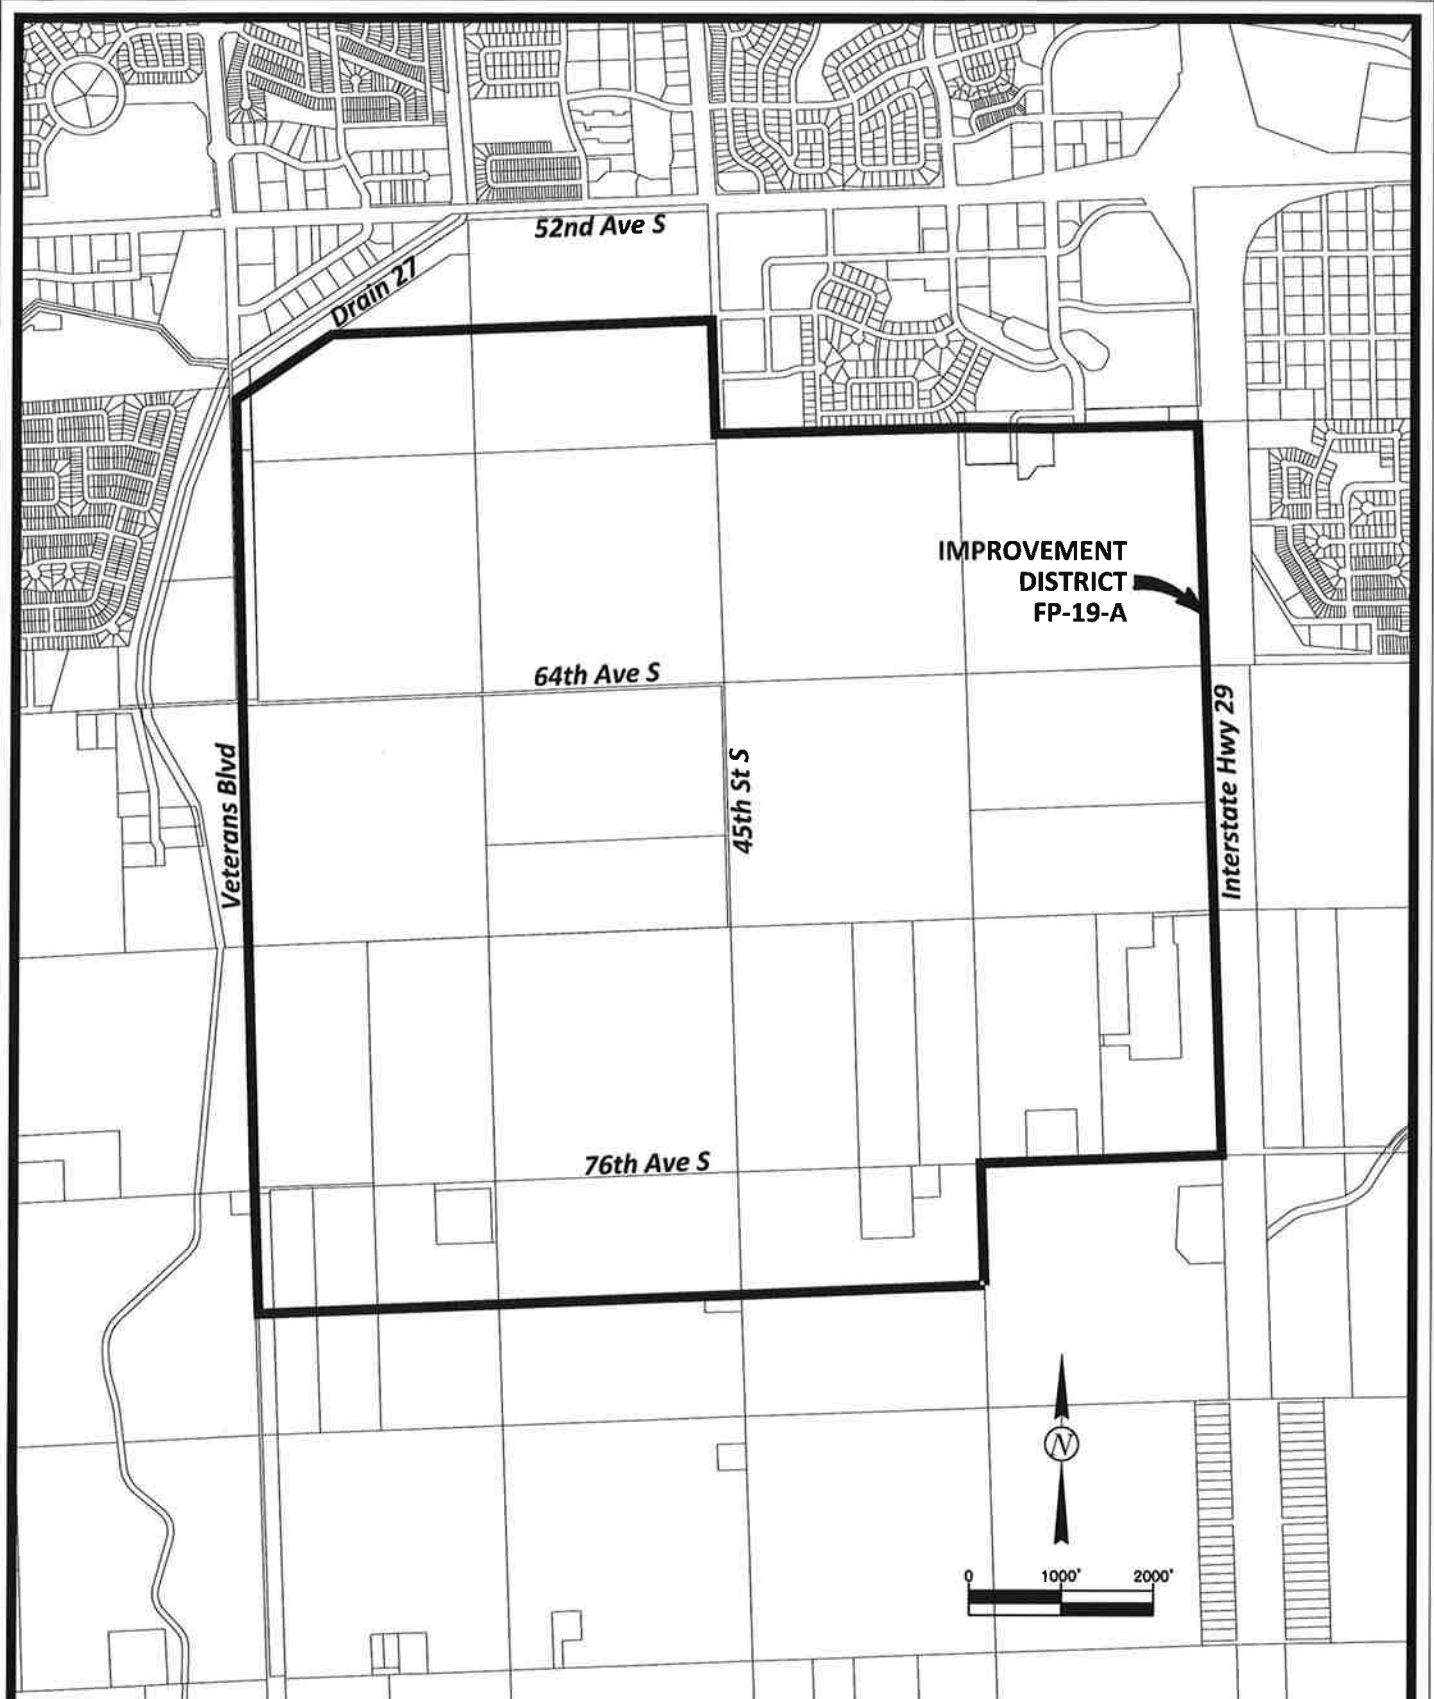 52nd Ave S
Drain 27
IMPROVEMENT
DISTRICT
FP-19-A
64th Ave S
Veterans Blvd
45th St S
Interstate Hwy 29
76th Ave S
N
0 1000' 2000'